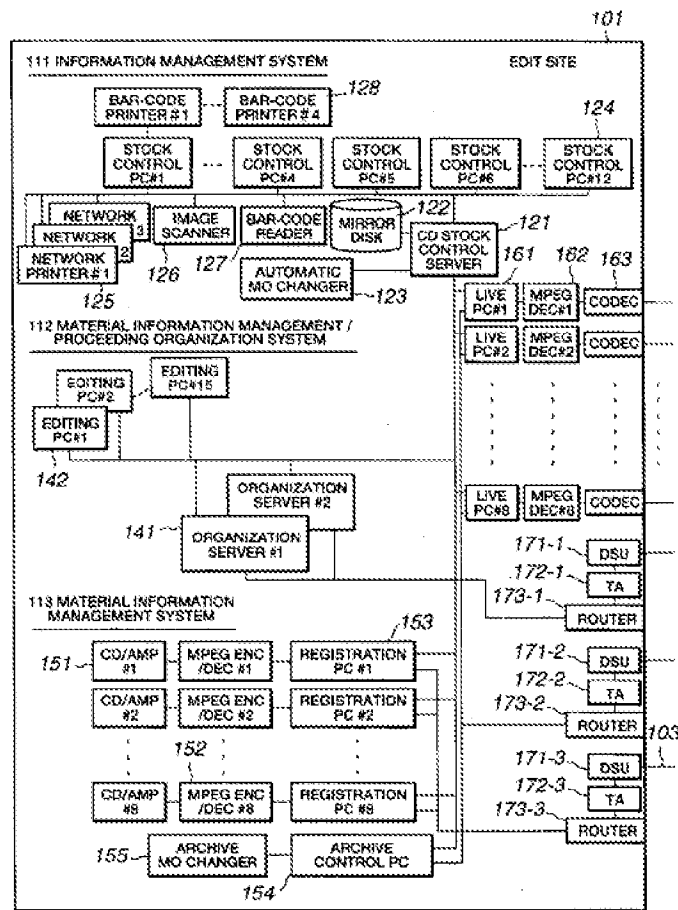 101
111 INFORMATION MANAGEMENT SYSTEM
EDIT SITE
128
BAR-CODE
PRINTER #1
BAR-CODE
PRINTER #4
124
STOCK
CONTROL
PC#1
STOCK
CONTROL
PC#4
STOCK
CONTROL
PC#5
STOCK
CONTROL
PC#6
STOCK
CONTROL
PC#12
NETWORK
3
NETWORK
2
NETWORK
PRINTER #1
125
IMAGE
SCANNER
126
BAR-CODE
READER
127
122
MIRROR
DISK
121
CD STOCK
CONTROL
SERVER
AUTOMATIC
MO CHANGER
123
161
162
163
LIVE
PC#1
MPEG
DEC#1
CODEC
LIVE
PC#2
MPEG
DEC#2
CODEC
LIVE
PC#8
MPEG
DEC#8
CODEC
112 MATERIAL INFORMATION MANAGEMENT /
PROCEEDING ORGANIZATION SYSTEM
EDITING
PC#15
EDITING
PC#2
EDITING
PC#1
142
ORGANIZATION
SERVER #2
141
ORGANIZATION
SERVER #1
171-1
DSU
172-1
TA
173-1
ROUTER
113 MATERIAL INFORMATION
MANAGEMENT SYSTEM
153
151
CD/AMP
#1
MPEG ENC
/DEC #1
REGISTRATION
PC #1
CD/AMP
#2
MPEG ENC
/DEC #2
REGISTRATION
PC #2
152
CD/AMP
#8
MPEG ENC
/DEC #8
REGISTRATION
PC #8
171-2
DSU
172-2
TA
173-2
ROUTER
103
171-3
DSU
172-3
TA
173-3
ROUTER
155
ARCHIVE
MO CHANGER
ARCHIVE
CONTROL PC
154